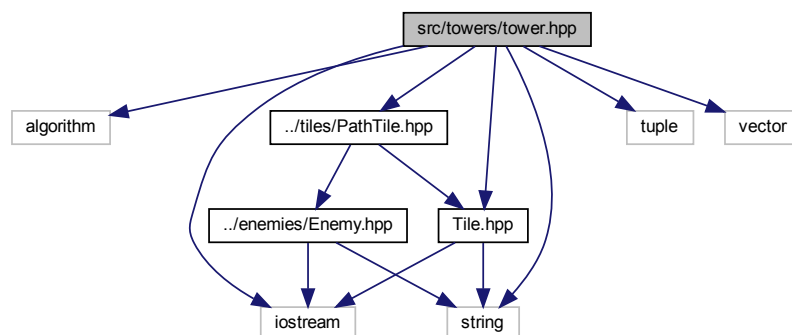 src/towers/tower.hpp
algorithm
../tiles/PathTile.hpp
tuple
vector
../enemies/Enemy.hpp
Tile.hpp
iostream
string